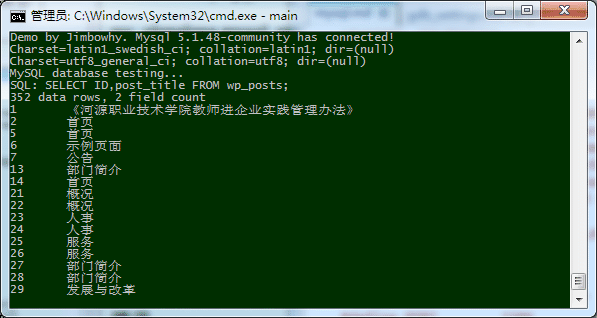 管理员: C:\Windows\System32\cmd.exe - main
Demo by Jimbowhy. Mysql 5.1.48-community has connected!
Charset=latin1_swedish_ci; collation=latin1; dir=(null)
Charset=utf8_general_ci; collation=utf8; dir=(null)
MySQL database testing...
SQL: SELECT ID,post_title FROM wp_posts;
352 data rows, 2 field count
1 《河源职业技术学院教师进企业实践管理办法》
2 首页
5 首页
6 示例页面
7 公告
13 部门简介
14 首页
21 概况
22 概况
23 人事
24 人事
25 服务
26 服务
27 部门简介
28 部门简介
29 发展与改革